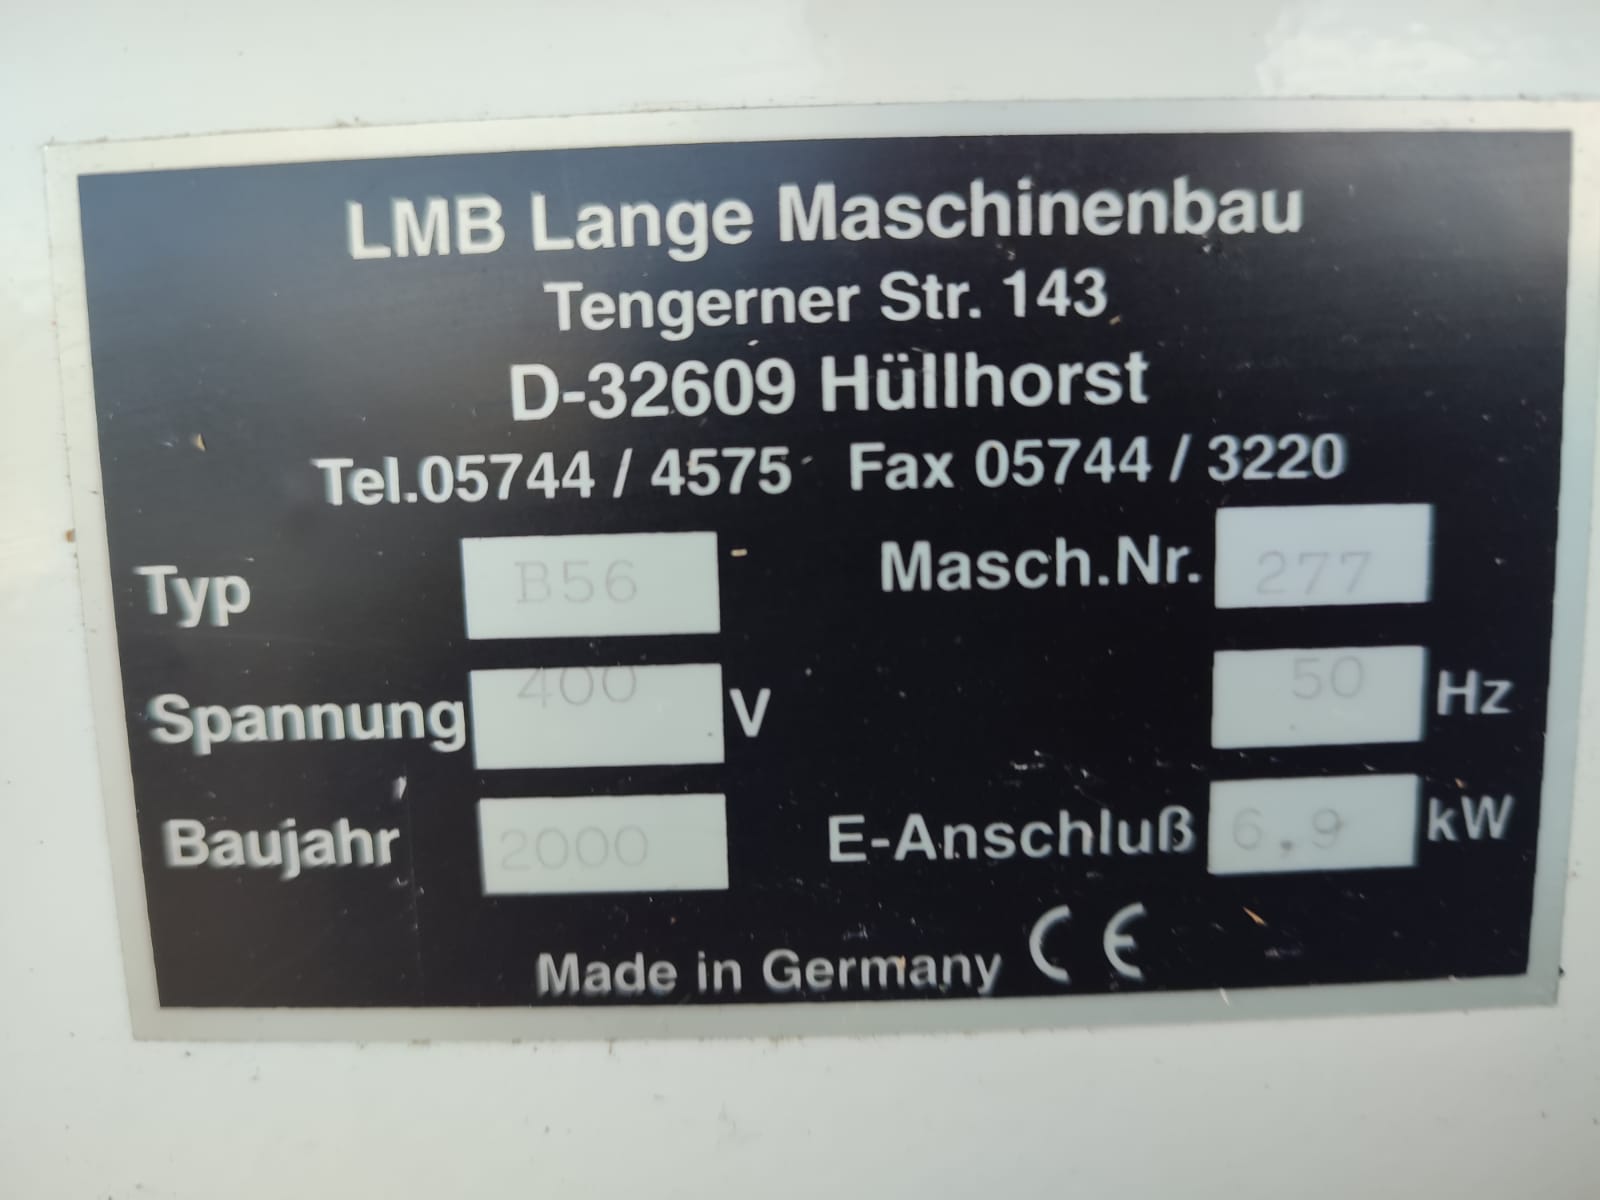 LMB Lange Maschinenbau
Tengerner Str. 143
D-32609 Hüllhorst
Tel.05744 / 4575 Fax 05744 / 3220
Typ B56 Masch.Nr. 277
Spannung 400 V 50 Hz
Baujahr 2000 E-Anschluß 6,9 kW
Made in Germany CE